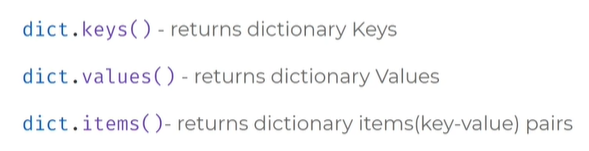 dict.keys() - returns dictionary Keys
dict.values() - returns dictionary Values
dict.items()- returns dictionary items(key-value) pairs